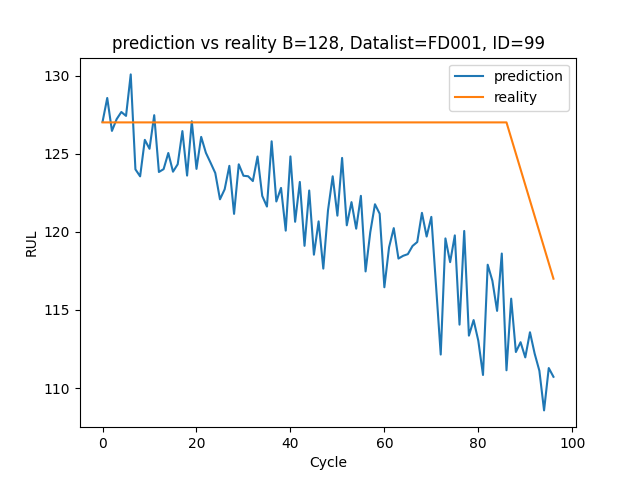 prediction vs reality B=128, Datalist=FD001, ID=99
prediction
reality
130
125
120
115
110
RUL
0 20 40 60 80 100
Cycle